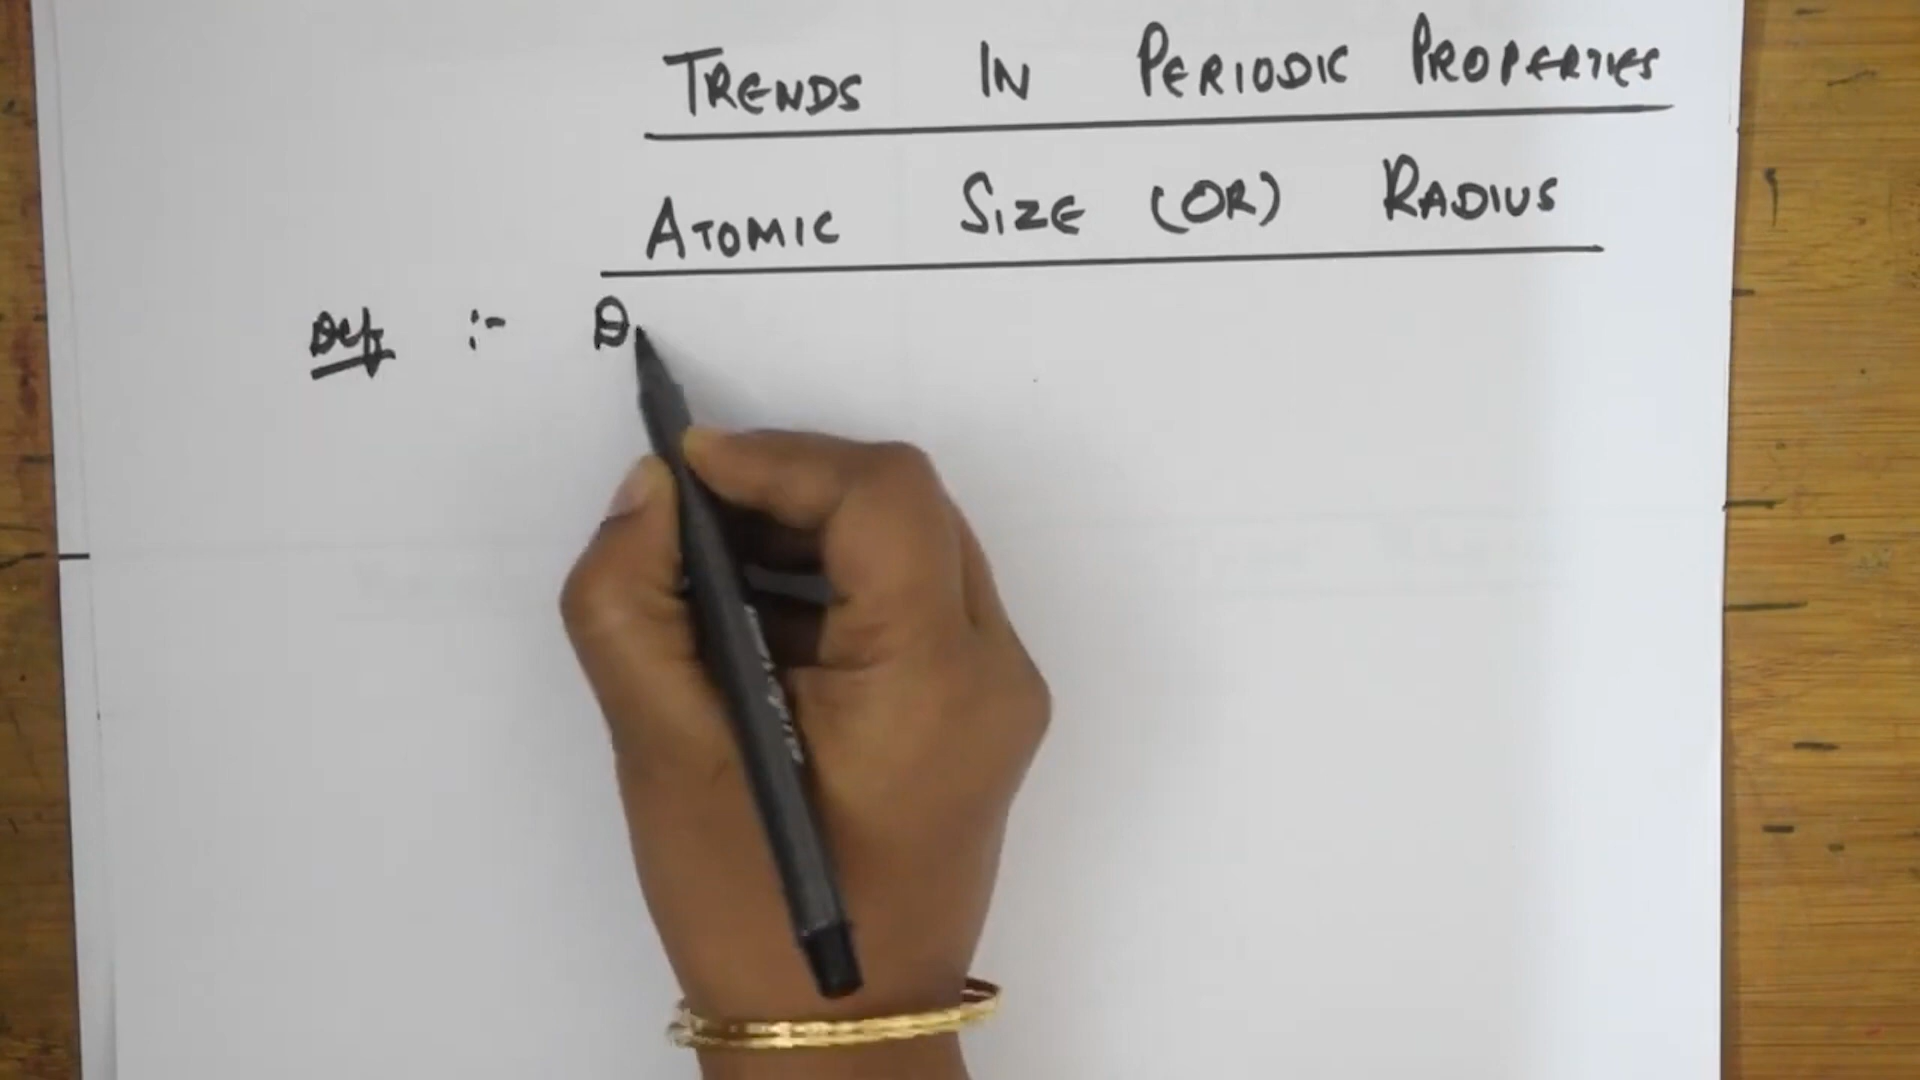 TRENDS IN PERIODIC PROPERTIES
ATOMIC SIZE (OR) RADIUS
Def :- D